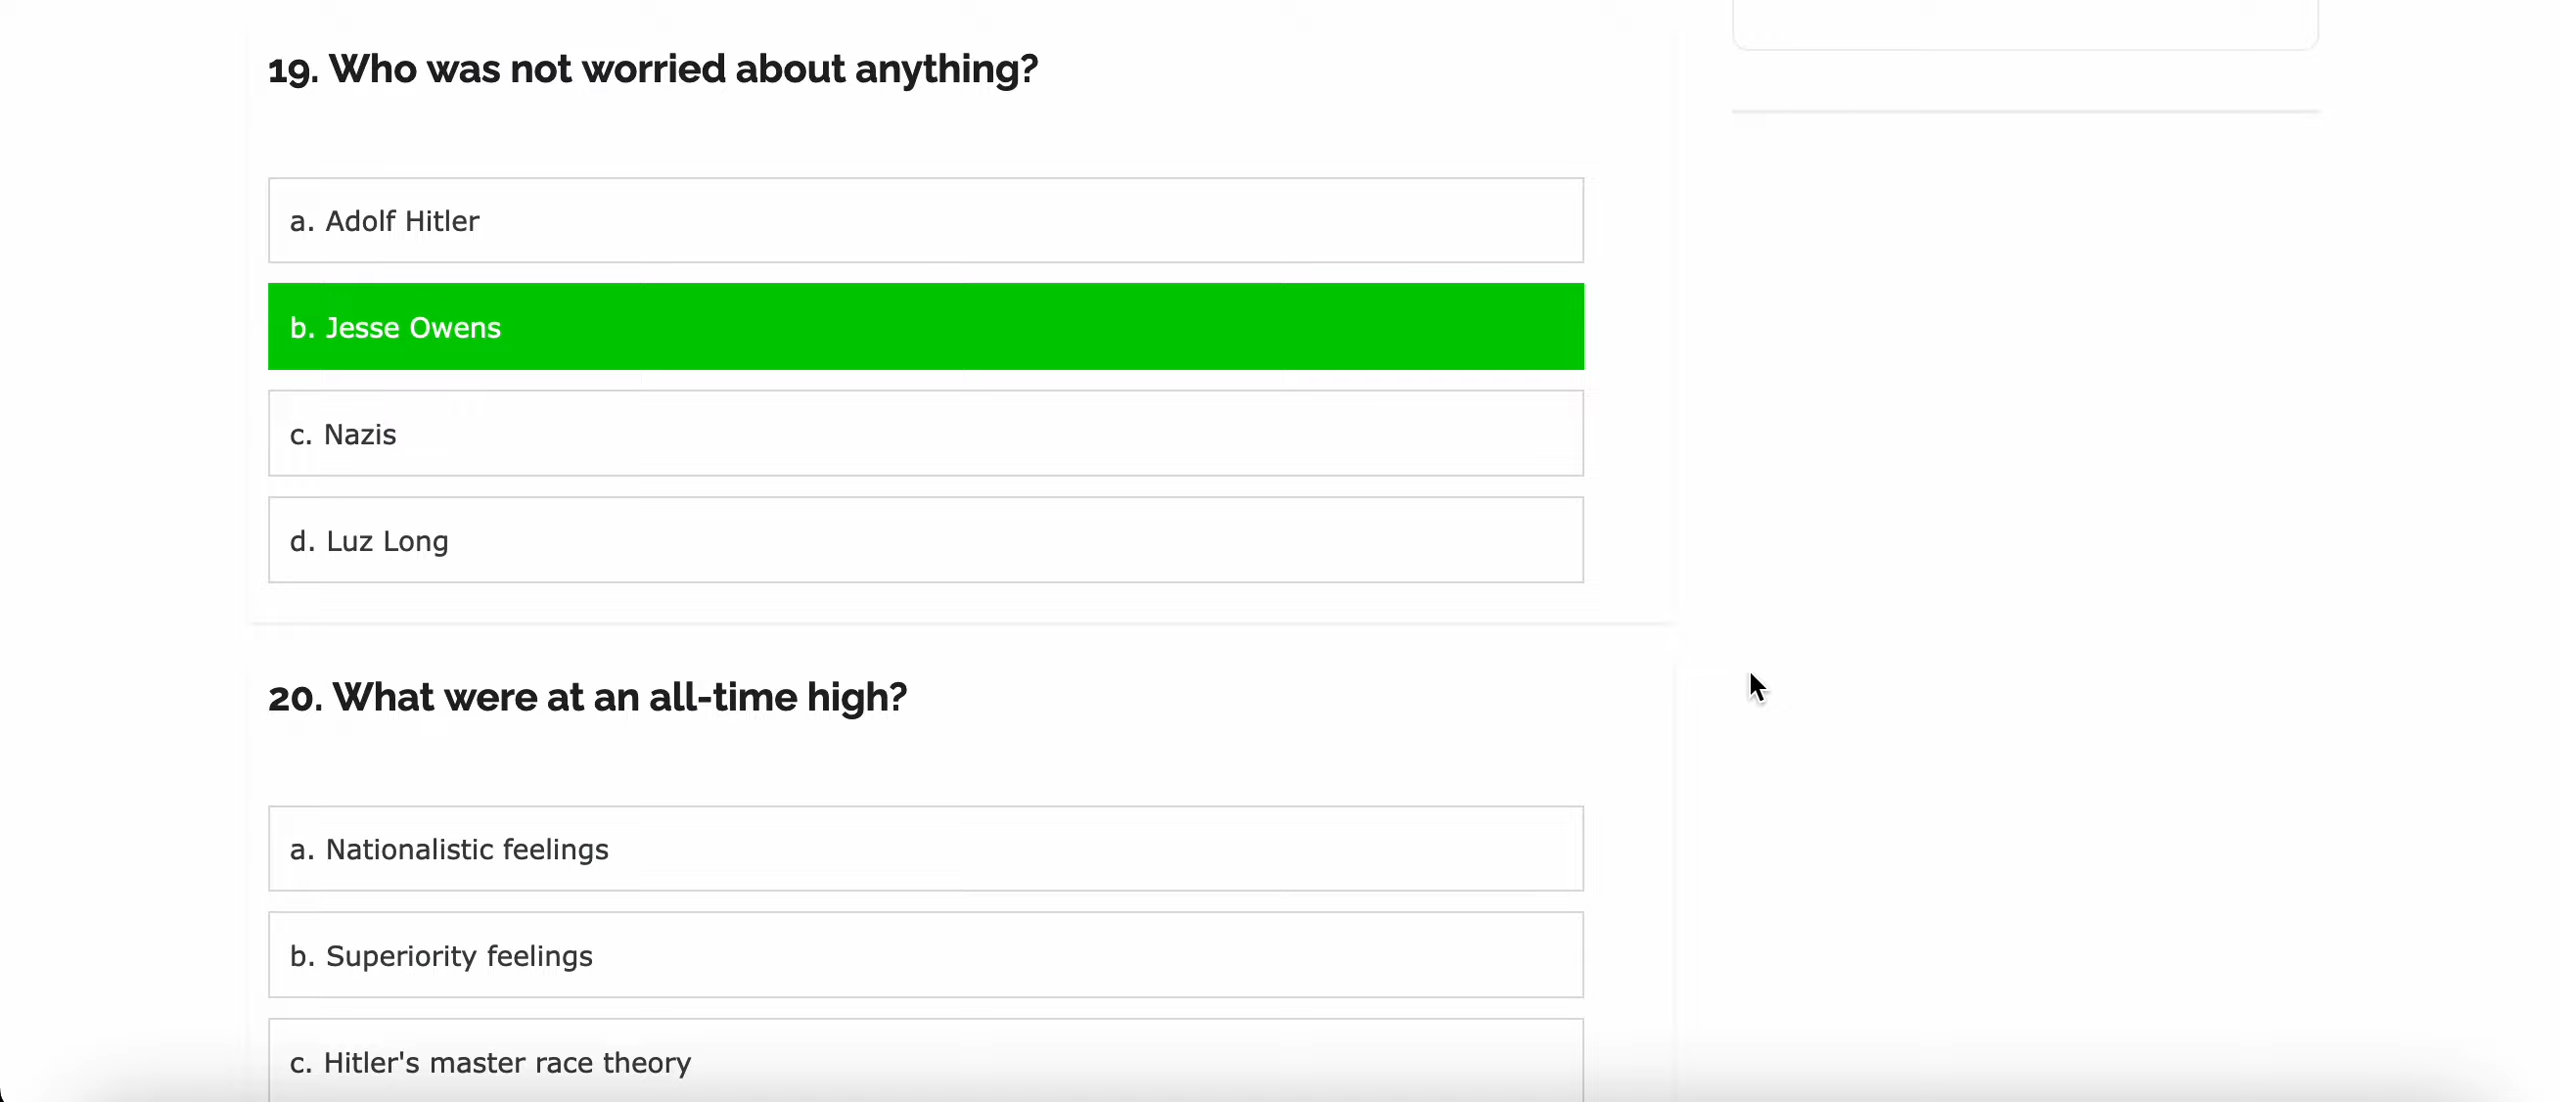 19. Who was not worried about anything?
a. Adolf Hitler
b. Jesse Owens
c. Nazis
d. Luz Long
20. What were at an all-time high?
a. Nationalistic feelings
b. Superiority feelings
c. Hitler's master race theory